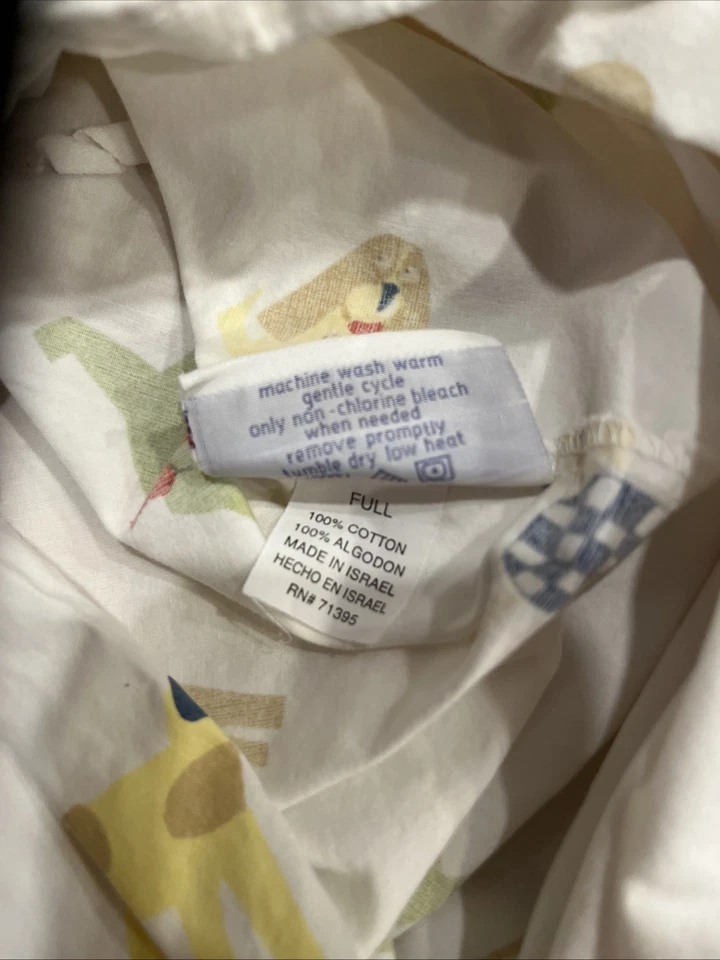 machine wash warm
gentle cycle
only non-chlorine bleach
when needed
remove promptly
tumble dry low heat
FULL
100% COTTON
100% ALGODON
MADE IN ISRAEL
HECHO EN ISRAEL
RN# 71395